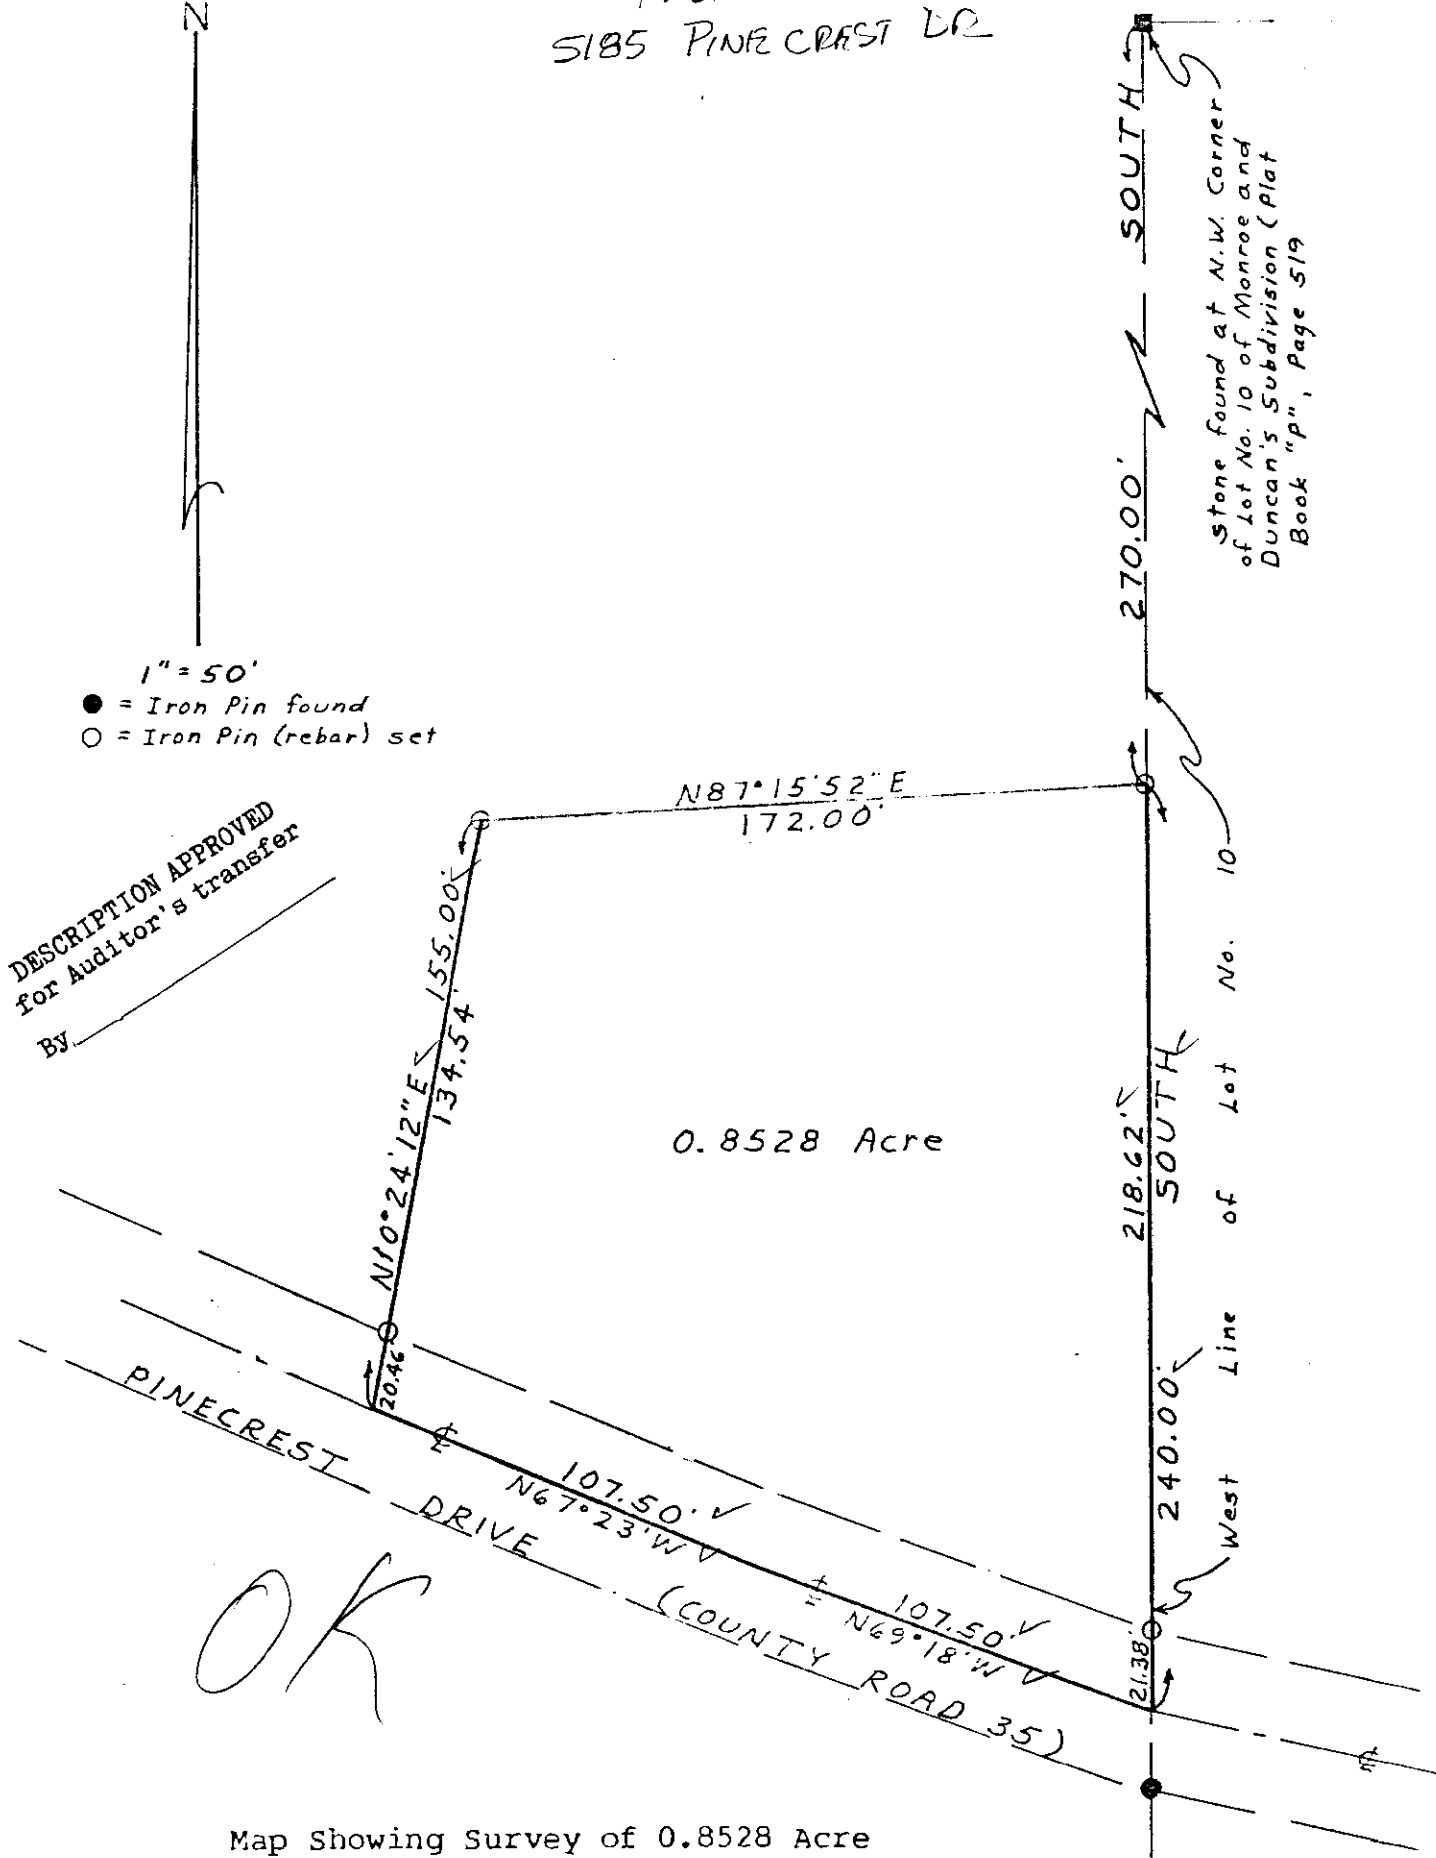 N
5185 PINE CREST DR
SOUTH
Stone found at N.W. Corner
of Lot No. 10 of Monroe and
Duncan's Subdivision (Plat
Book "P", Page 519
270.00'
1" = 50'
= Iron Pin found
= Iron Pin (rebar) set
DESCRIPTION APPROVED
for Auditor's transfer
By
N87°15'52"E
172.00'
N10°24'12"E 155.00'
134.54'
20.46'
0.8528 Acre
218.62'
240.00' SOUTH
21.38'
West Line of Lot No. 10
107.50'
N67°23'W
107.50'
N69°18'W
PINECREST DRIVE (COUNTY ROAD 35)
OK
Map Showing Survey of 0.8528 Acre